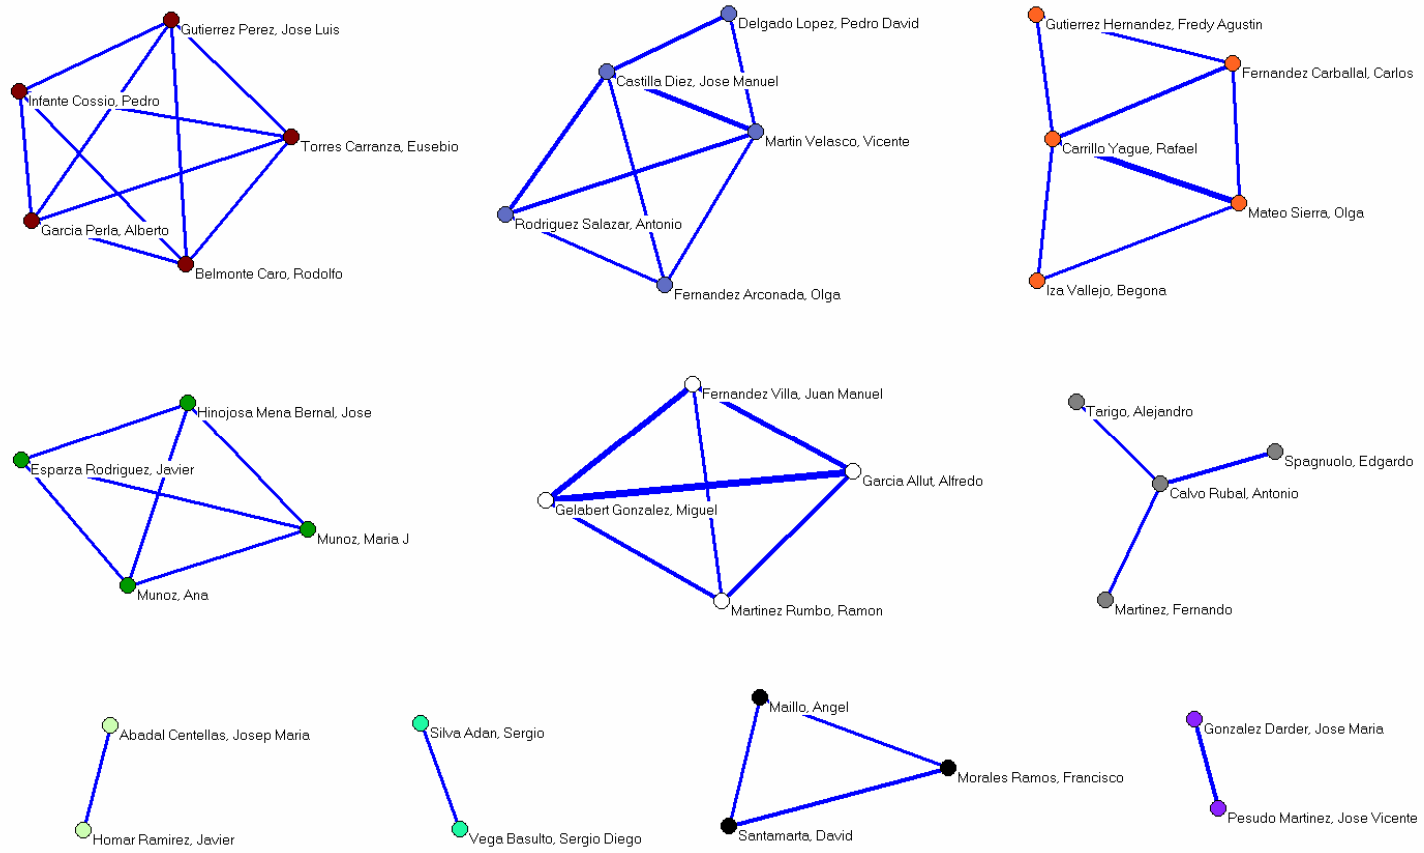 Gutierrez Perez, Jose Luis
Infante Cossio, Pedro
Torres Carranza, Eusebio
Garcia Perla, Alberto
Belmonte Caro, Rodolfo
Delgado Lopez, Pedro David
Castilla Diez, Jose Manuel
Martin Velasco, Vicente
Rodriguez Salazar, Antonio
Fernandez Arconada, Olga
Gutierrez Hernandez, Fredy Agustin
Fernandez Carballal, Carlos
Carrillo Yague, Rafael
Mateo Sierra, Olga
Iza Vallejo, Begona
Hinojosa Mena Bernal, Jose
Esparza Rodriguez, Javier
Munoz, Maria J
Munoz, Ana
Fernandez Villa, Juan Manuel
Garcia Allut, Alfredo
Gelabert Gonzalez, Miguel
Martinez Rumbo, Ramon
Tarigo, Alejandro
Spagnuolo, Edgardo
Calvo Rubal, Antonio
Martinez, Fernando
Abadal Centellas, Josep Maria
Homar Ramirez, Javier
Silva Adan, Sergio
Vega Basulto, Sergio Diego
Maillo, Angel
Morales Ramos, Francisco
Santamarta, David
Gonzalez Darder, Jose Maria
Pesudo Martinez, Jose Vicente